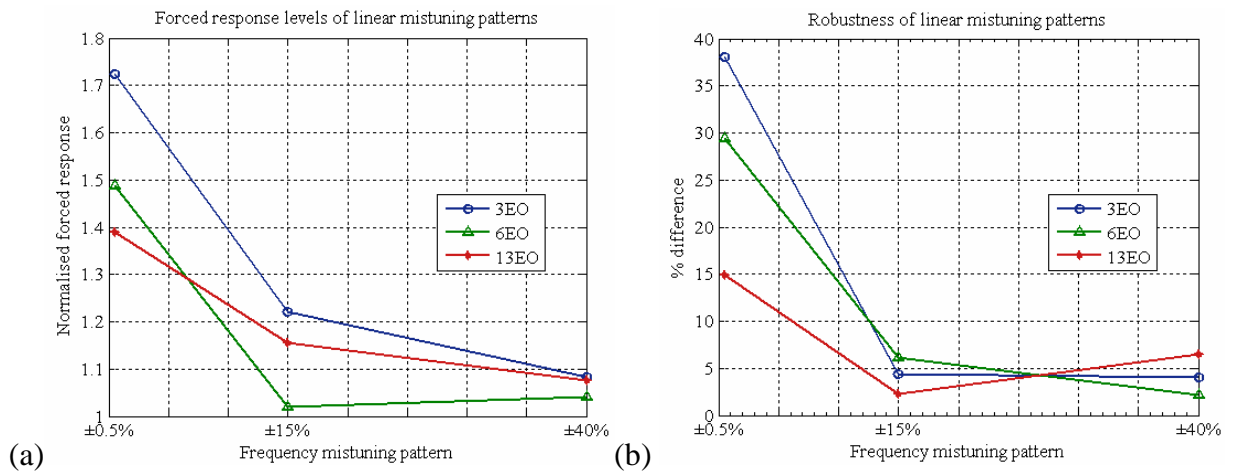 Forced response levels of linear mistuning patterns
1.8
1.7
1.6
1.5
1.4
1.3
1.2
1.1
1
Normalised forced response
3EO
6EO
13EO
±0.5%
±15%
±40%
Frequency mistuning pattern
(a)
Robustness of linear mistuning patterns
40
35
30
25
20
15
10
5
0
% difference
3EO
6EO
13EO
±0.5%
±15%
±40%
Frequency mistuning pattern
(b)